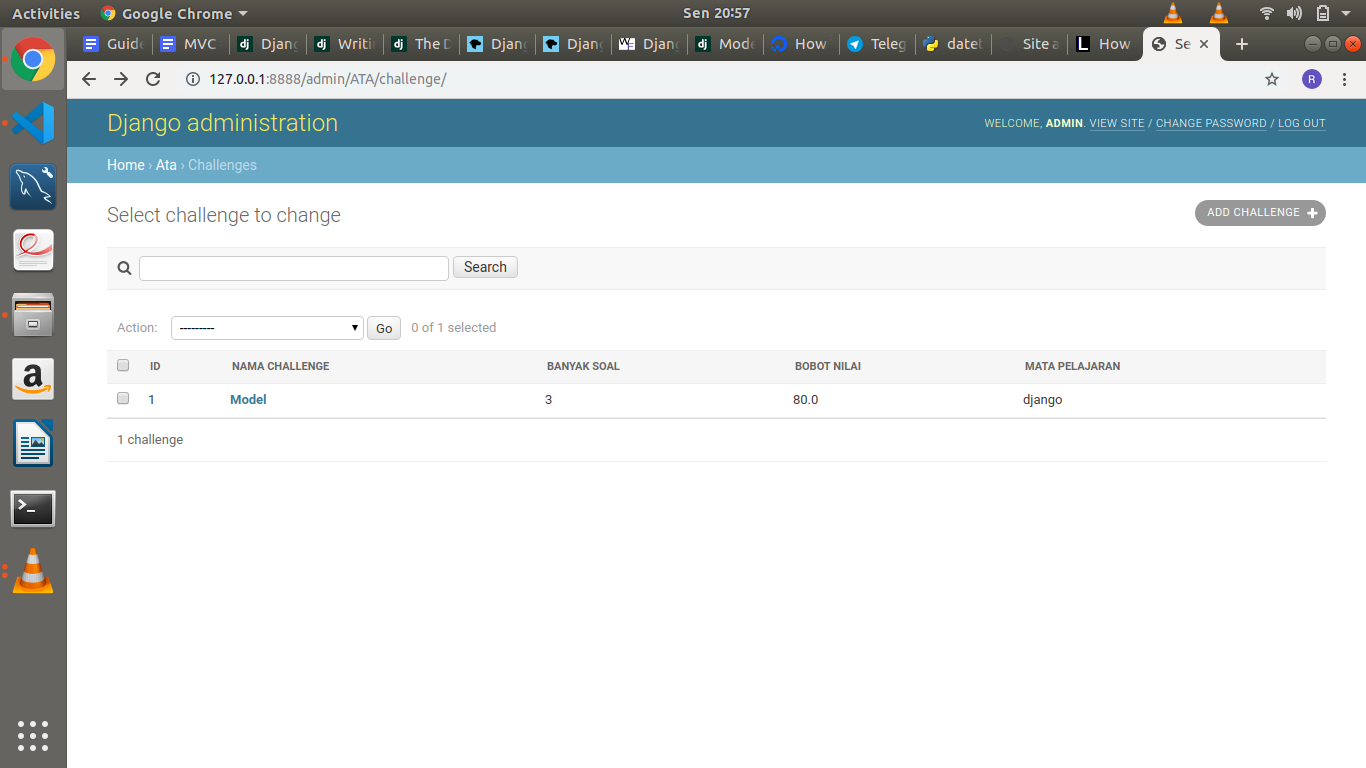 Activities Google Chrome Sen 20:57
Guide MVC Djang Writin The D Djang Djang Djang Mode How Teleg datet Site a How Se
127.0.0.1:8888/admin/ATA/challenge/ R
Django administration WELCOME, ADMIN. VIEW SITE / CHANGE PASSWORD / LOG OUT
Home › Ata › Challenges
Select challenge to change ADD CHALLENGE +
Search
Action: --------- Go 0 of 1 selected
ID NAMA CHALLENGE BANYAK SOAL BOBOT NILAI MATA PELAJARAN
1 Model 3 80.0 django
1 challenge